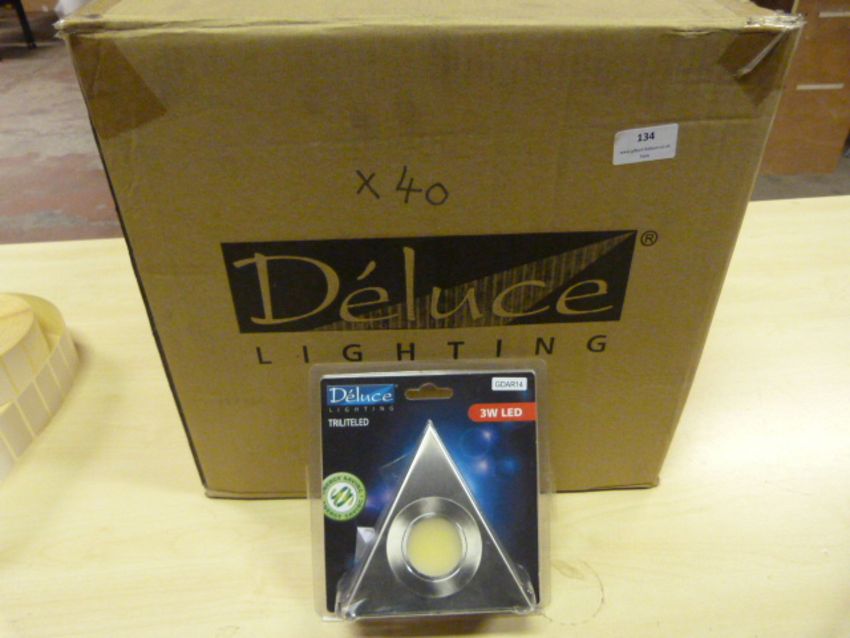 134
x 40
Déluce ®
LIGHTING
Déluce
LIGHTING
GDAR14
3W LED
TRILITELED